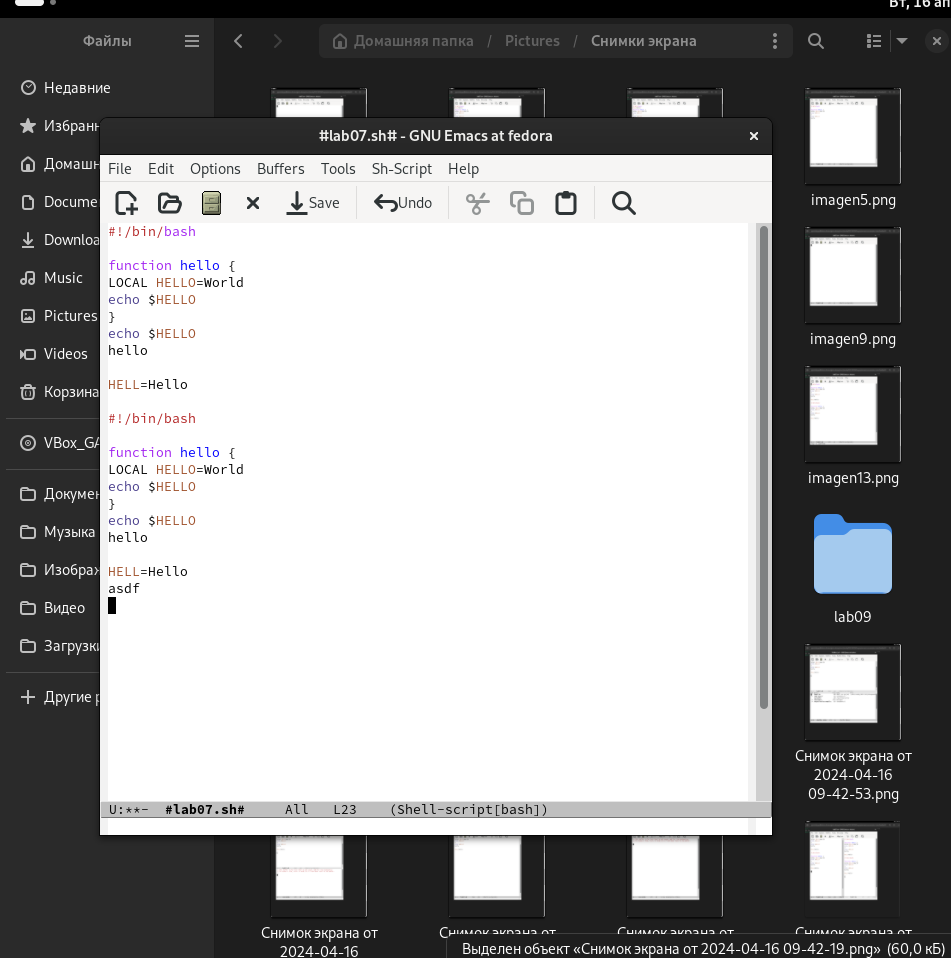 Вт, 16 ап
Файлы
Домашняя папка / Pictures / Снимки экрана
Недавние
Избранн
Домашн
Docume
Downloa
Music
Pictures
Videos
Корзина
VBox_GA
Докумен
Музыка
Изображ
Видео
Загрузки
Другие р
#lab07.sh# - GNU Emacs at fedora
File Edit Options Buffers Tools Sh-Script Help
Save Undo
#!/bin/bash
function hello {
LOCAL HELLO=World
echo $HELLO
}
echo $HELLO
hello
HELL=Hello
#!/bin/bash
function hello {
LOCAL HELLO=World
echo $HELLO
}
echo $HELLO
hello
HELL=Hello
asdf
U:**- #lab07.sh# All L23 (Shell-script[bash])
imagen5.png
imagen9.png
imagen13.png
lab09
Снимок экрана от
2024-04-16
09-42-53.png
Снимок экрана от
2024-04-16
Снимок экрана от
Снимок экрана от
Снимок экрана от
Выделен объект «Снимок экрана от 2024-04-16 09-42-19.png» (60,0 кБ)